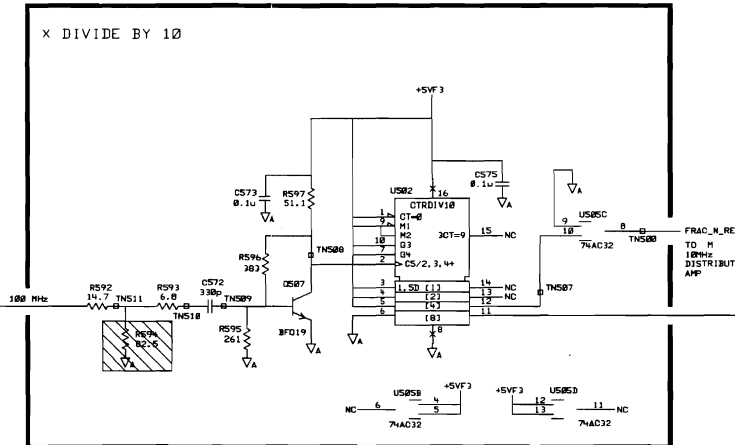 × DIVIDE BY 10
+5VF3
C573
0.1u
R597
51.1
C575
0.1u
U502
16
CTRDIV10
1
CT=0
9
M1
M2
3CT=9
15
NC
10
G3
7
G4
2
C5/2,3,4+
3
1,5D [1]
14
NC
4
[2]
13
NC
5
[4]
12
6
[8]
11
8
A
U505C
9
10
8
74AC32
TN500
FRAC_N_RE
TO M
10MHz
DISTRIBUT
AMP
TN507
TN508
R596
383
Q507
BFQ19
100 MHz
R592
14.7
TN511
R593
6.8
TN510
C572
330p
TN509
R594
82.5
R595
261
A
NC
6
U505B
4
5
+5VF3
74AC32
+5VF3
U505D
12
13
11
NC
74AC32